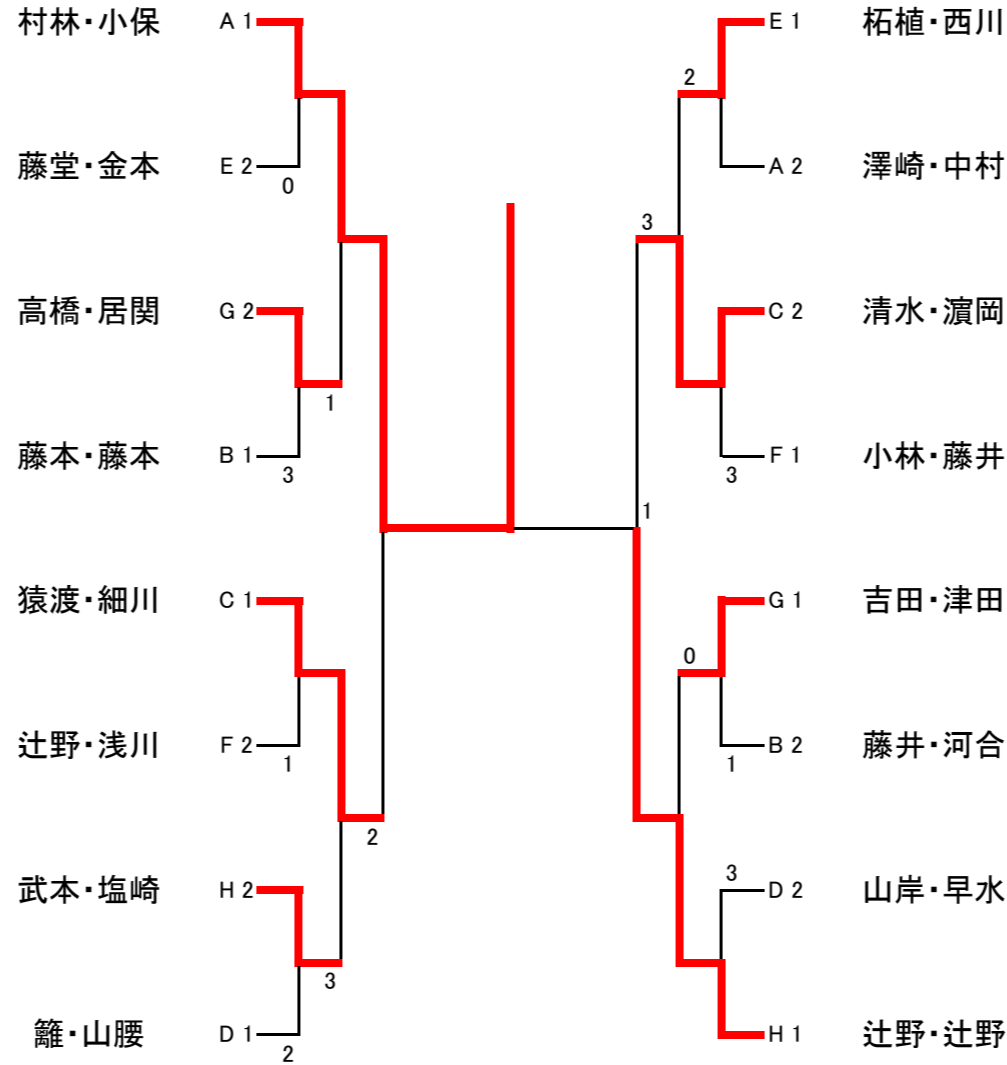 村林・小保 A 1 E 1 柘植・西川
2
藤堂・金本 E 2 A 2 澤崎・中村
0
3
高橋・居関 G 2 C 2 清水・濵岡
1
藤本・藤本 B 1 F 1 小林・藤井
3 3
1
猿渡・細川 C 1 G 1 吉田・津田
0
辻野・浅川 F 2 B 2 藤井・河合
1 1
2
3
武本・塩崎 H 2 D 2 山岸・早水
3
籬・山腰 D 1 H 1 辻野・辻野
2